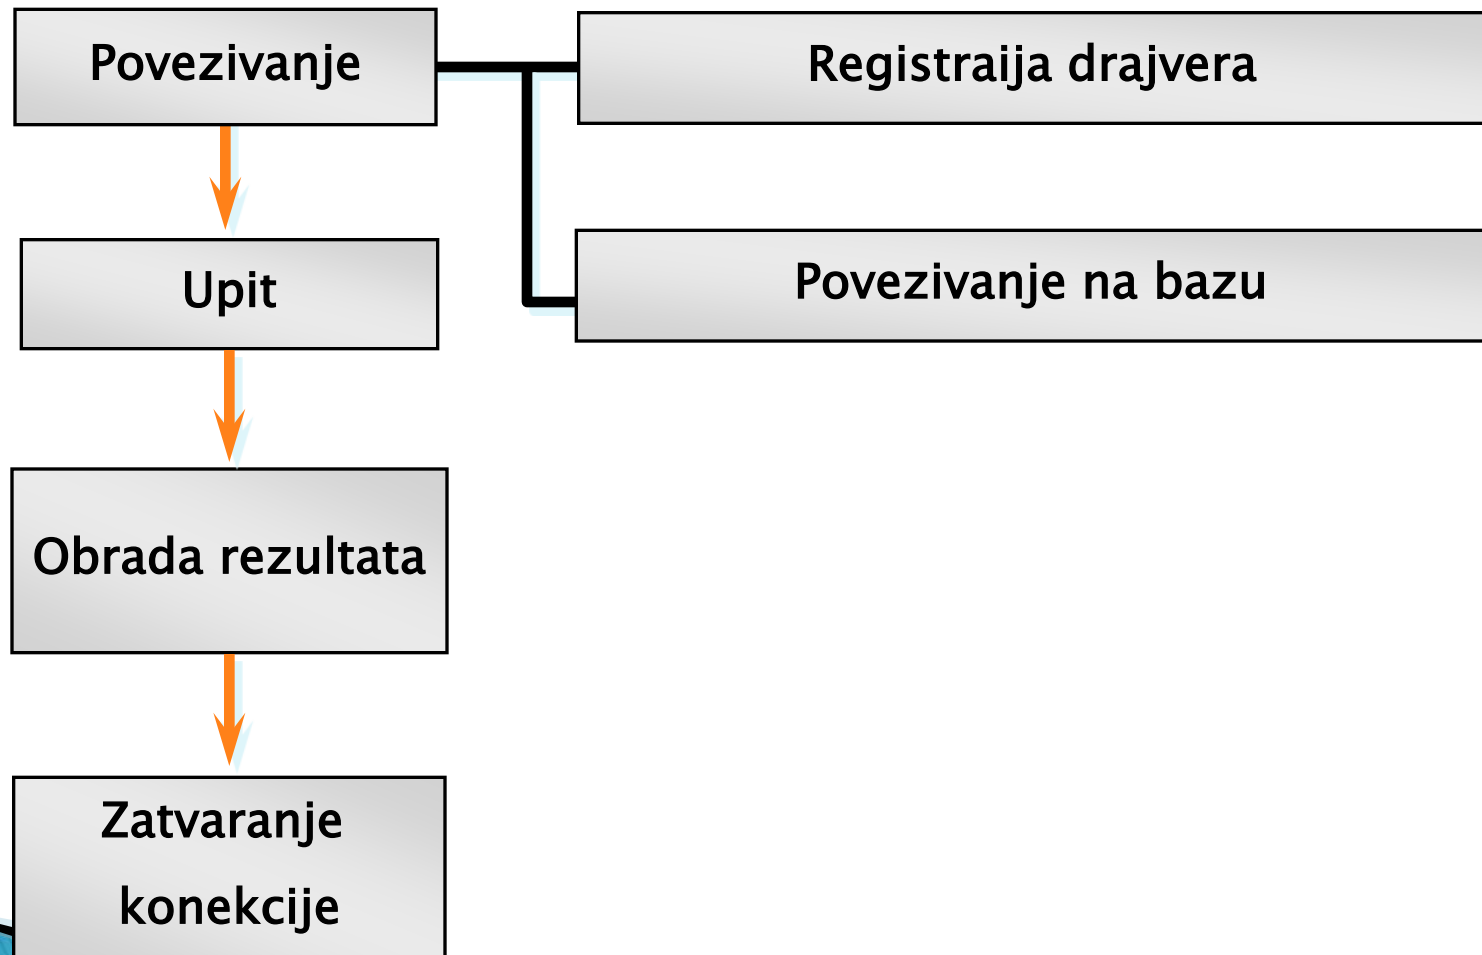 Povezivanje
Registraija drajvera
Upit
Povezivanje na bazu
Obrada rezultata
Zatvaranje
konekcije